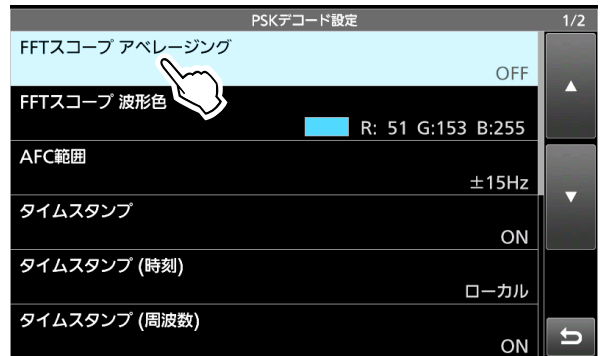 PSKデコード設定 1/2
FFTスコープ アベレージング
OFF
FFTスコープ 波形色
R: 51 G:153 B:255
AFC範囲
±15Hz
タイムスタンプ
ON
タイムスタンプ (時刻)
ローカル
タイムスタンプ (周波数)
ON